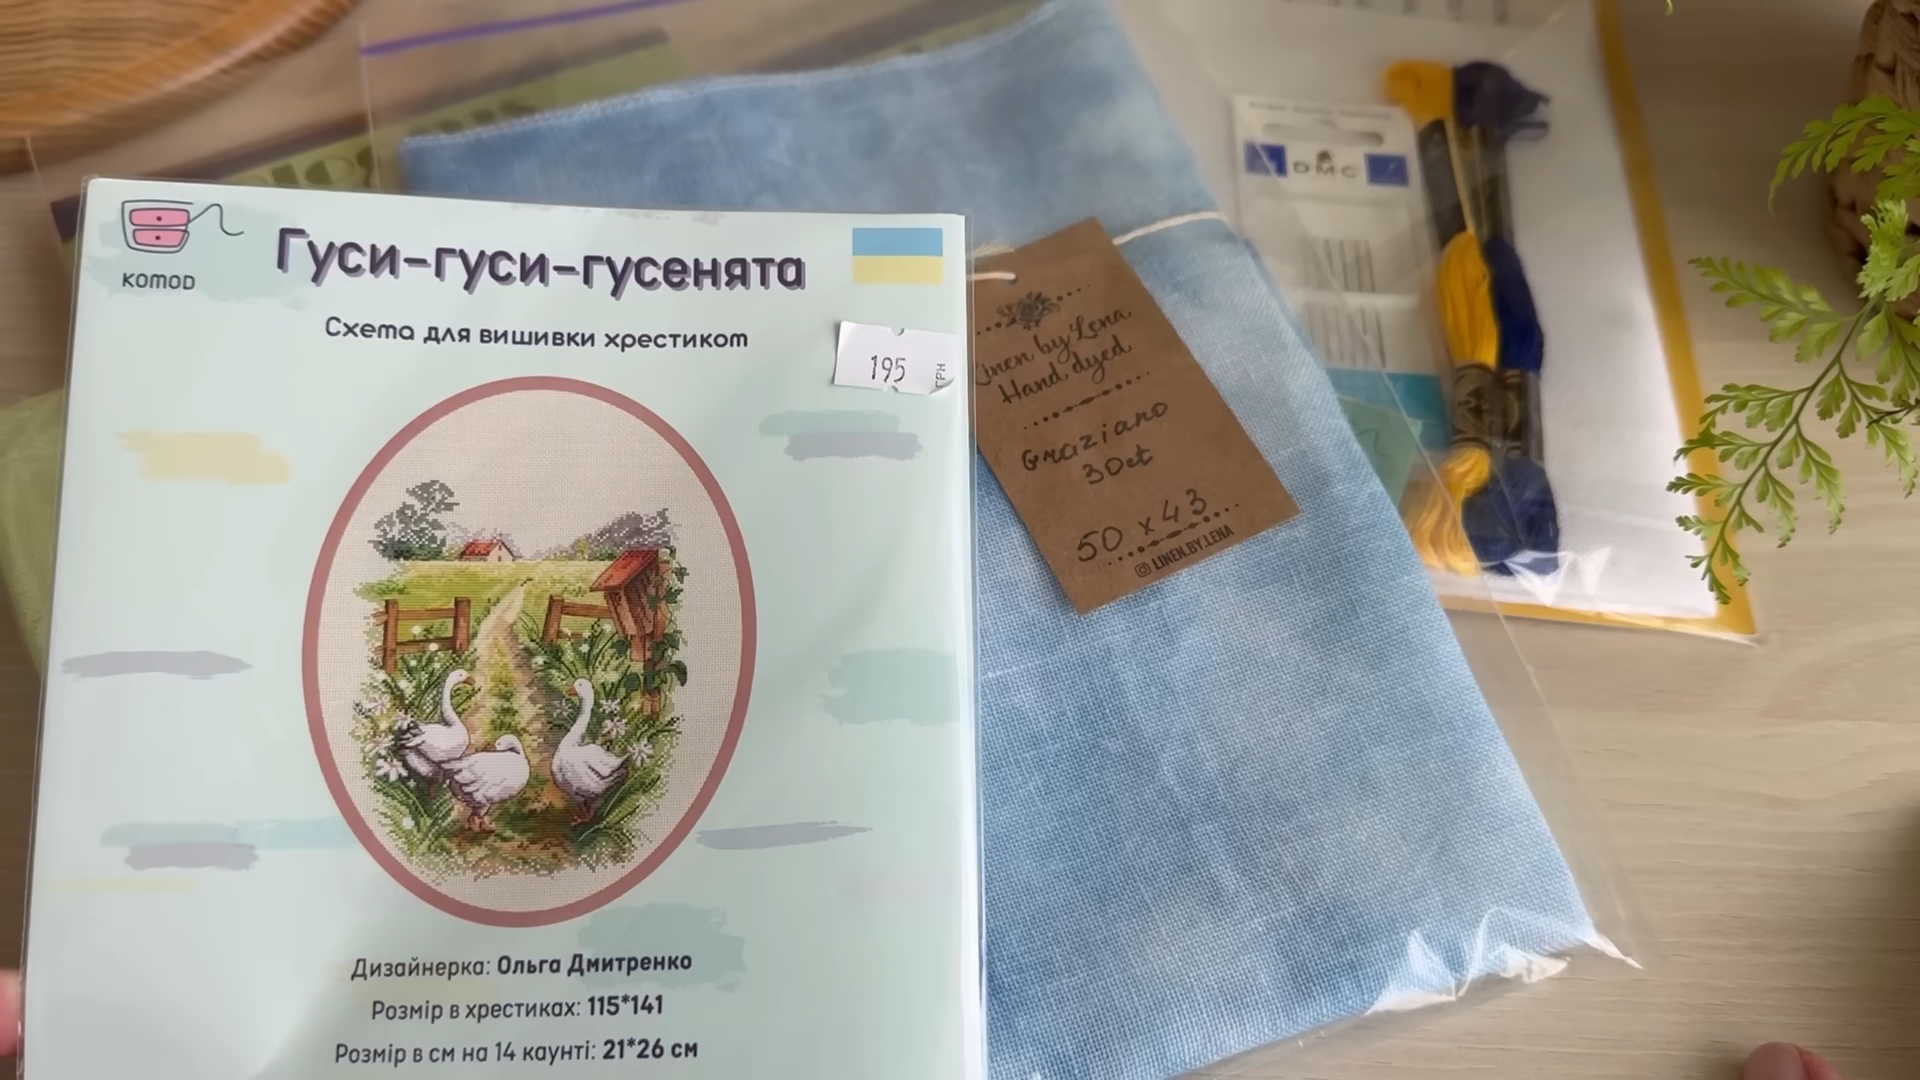 KOMOD
Гуси-гуси-гусенята
Схема для вишивки хрестиком
195
ГРН
Дизайнерка: Ольга Дмитренко
Розмір в хрестиках: 115*141
Розмір в см на 14 каунті: 21*26 см
Linen by Lena
Hand dyed
Graziano
30ct
50 x 43
LINEN.BY.LENA
DMC